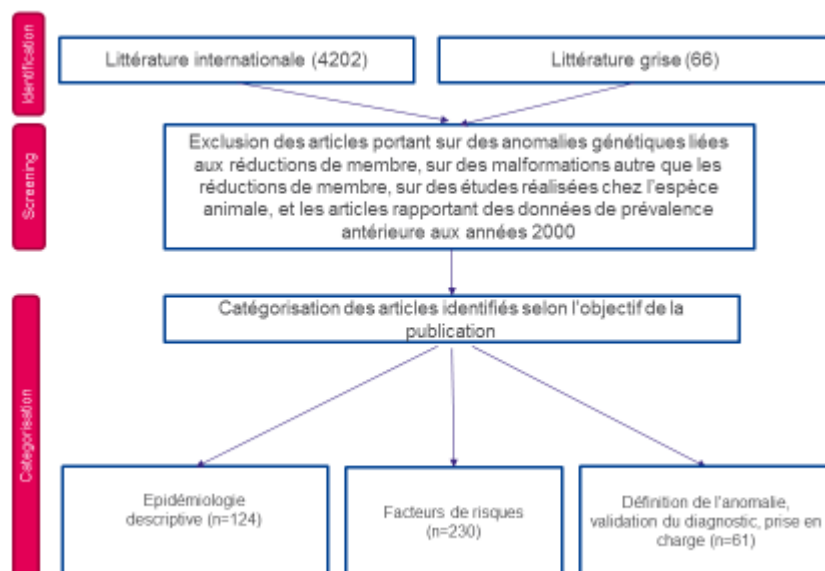 Identification
Littérature internationale (4202)
Littérature grise (66)
Screening
Exclusion des articles portant sur des anomalies génétiques liées
aux réductions de membre, sur des malformations autre que les
réductions de membre, sur des études réalisées chez l'espèce
animale, et les articles rapportant des données de prévalence
antérieure aux années 2000
Catégorisation
Catégorisation des articles identifiés selon l'objectif de la
publication
Epidémiologie
descriptive (n=124)
Facteurs de risques
(n=230)
Définition de l'anomalie,
validation du diagnostic, prise en
charge (n=61)